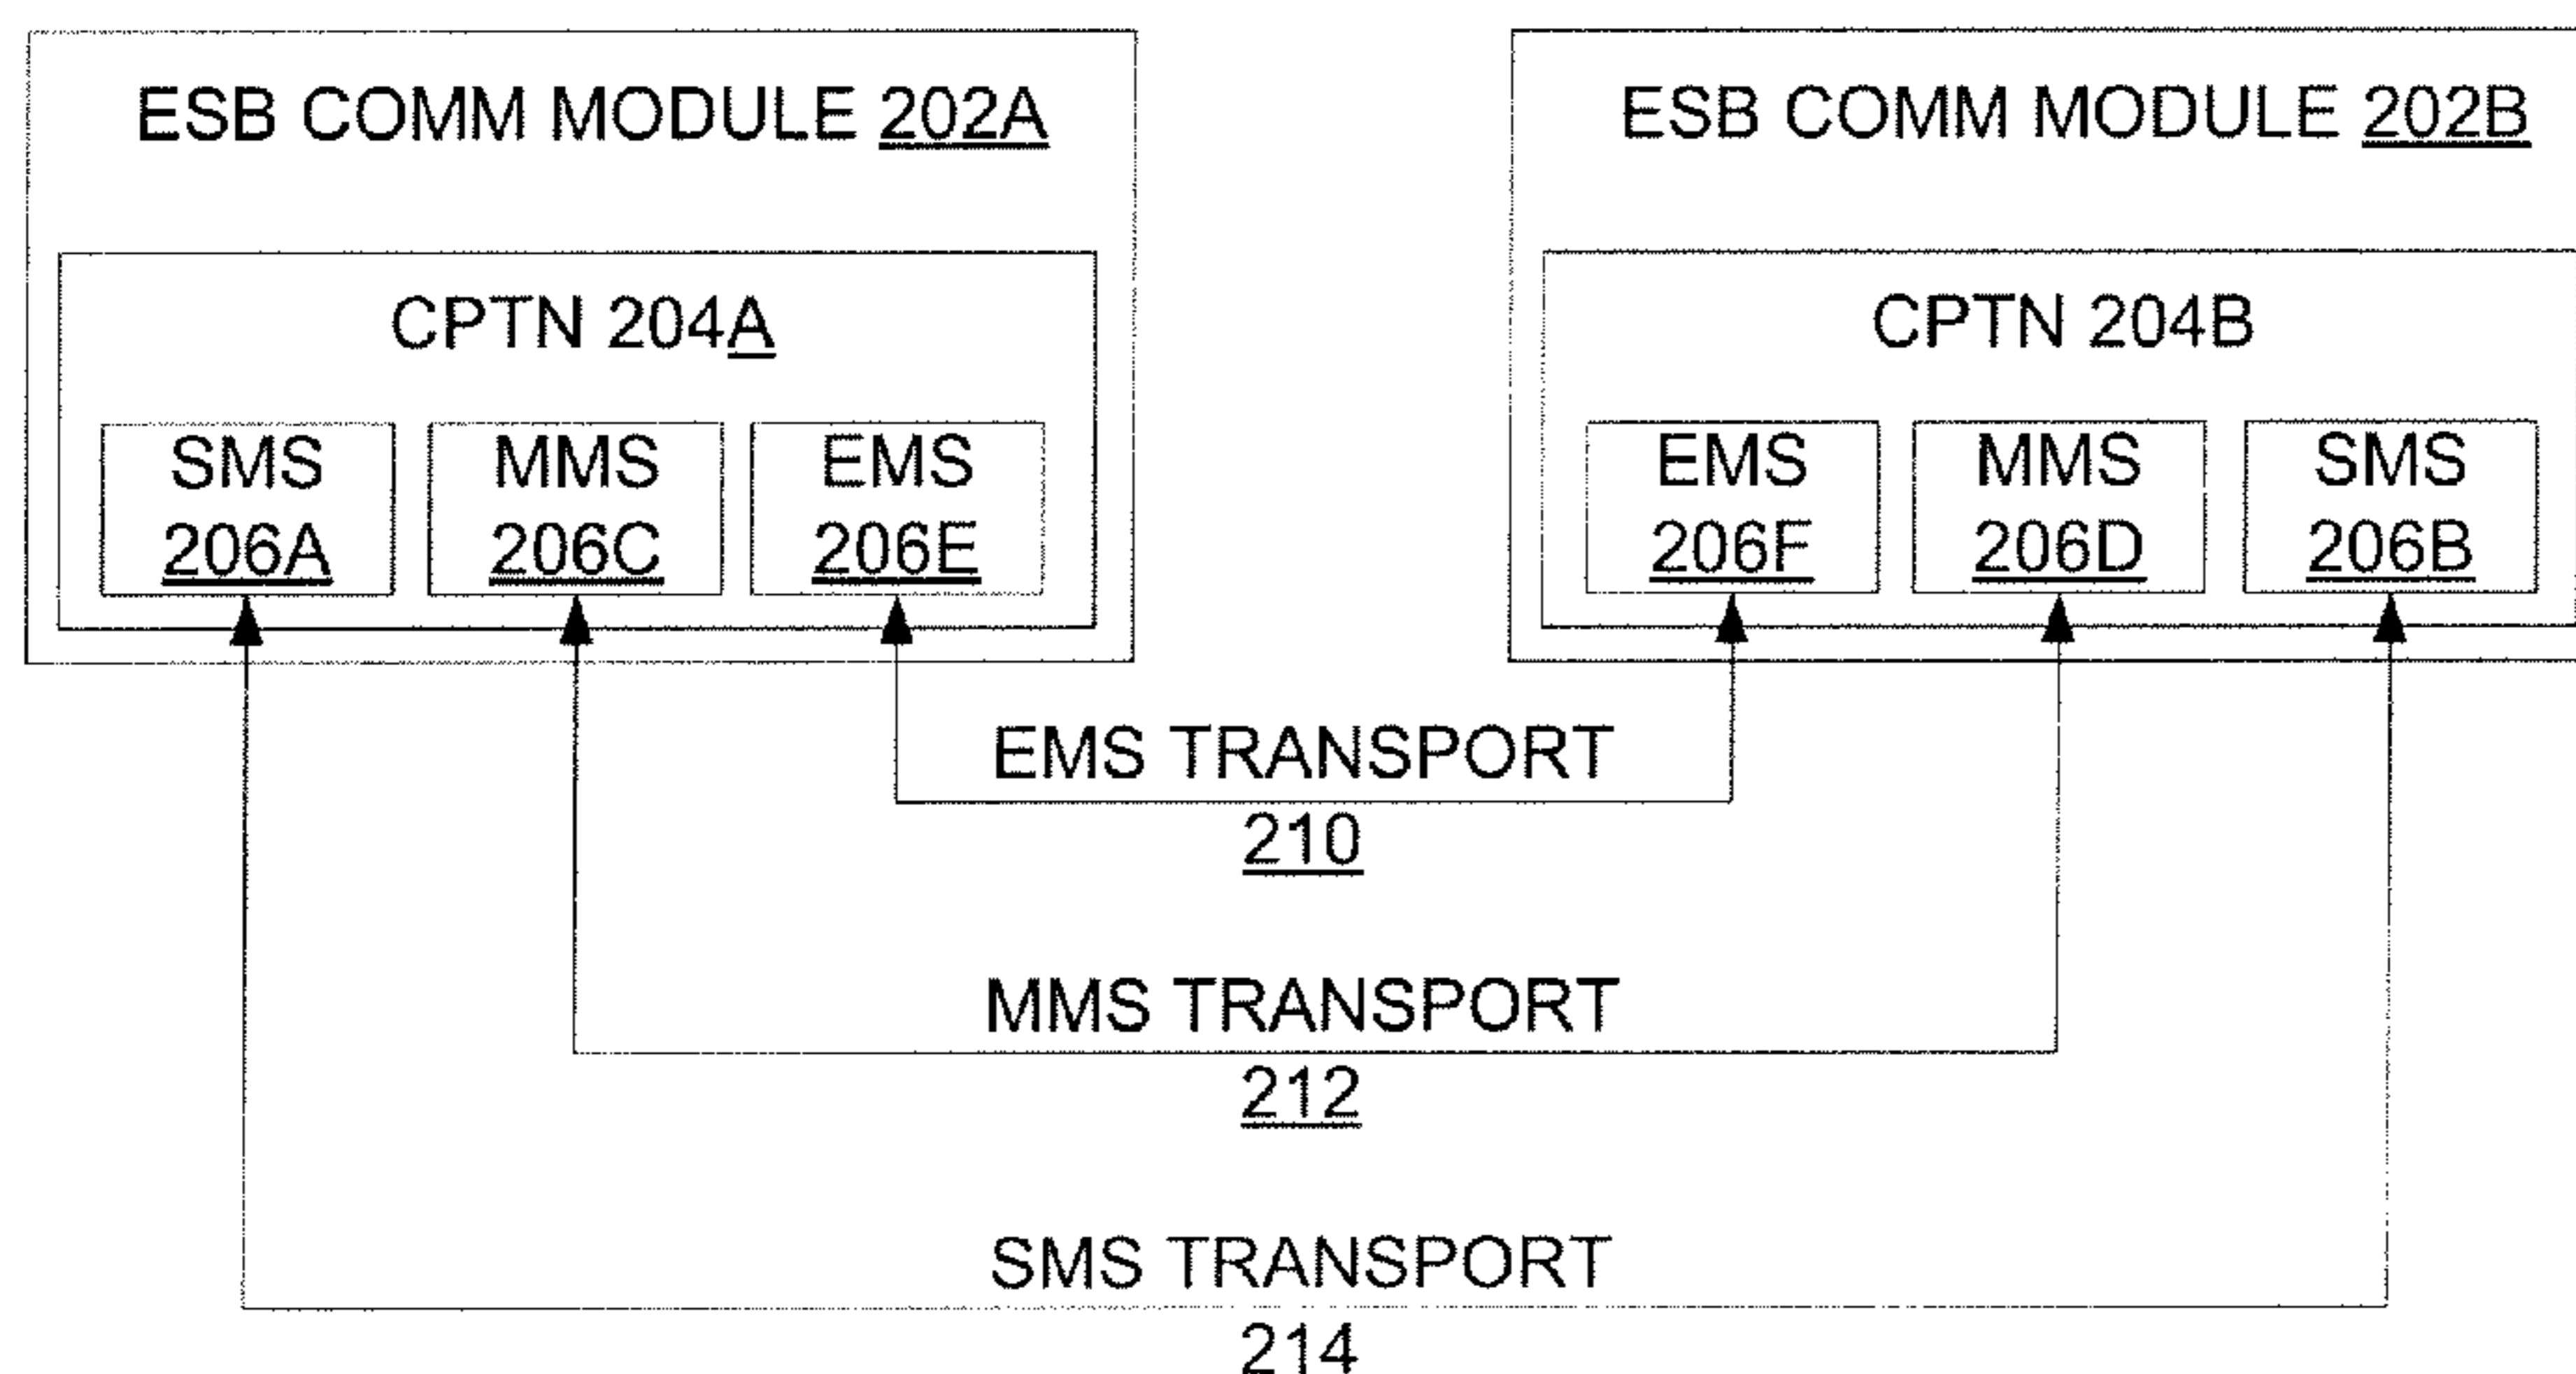 ESB COMM MODULE 202A
CPTN 204A
SMS
206A
MMS
206C
EMS
206E
ESB COMM MODULE 202B
CPTN 204B
EMS
206F
MMS
206D
SMS
206B
EMS TRANSPORT
210
MMS TRANSPORT
212
SMS TRANSPORT
214